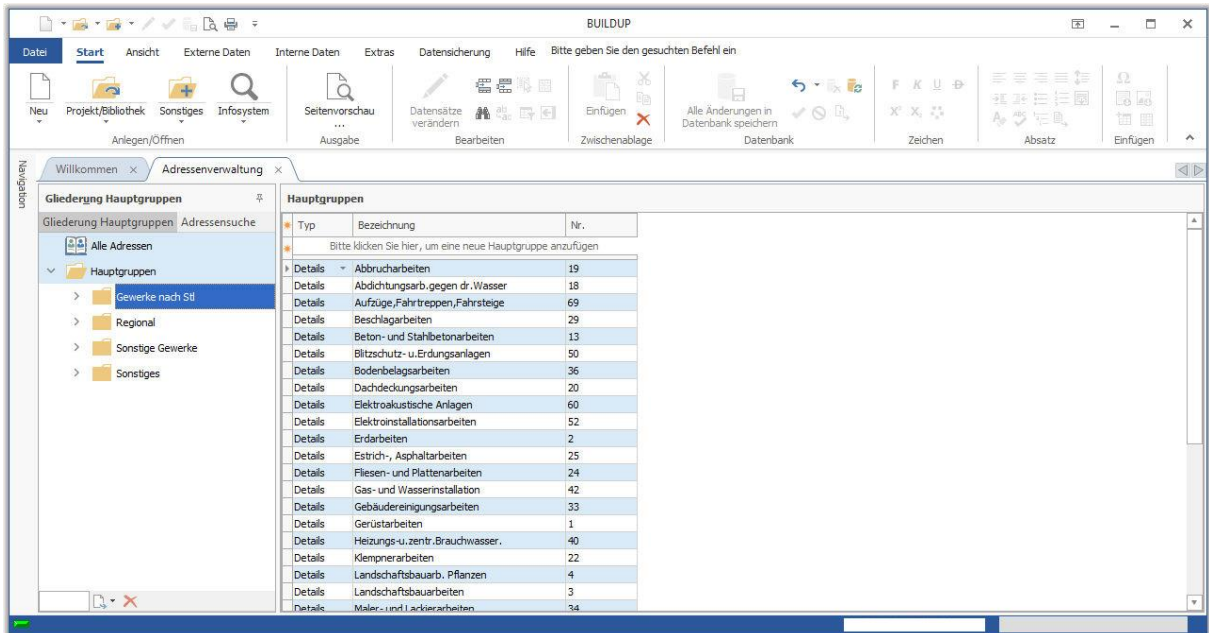 BUILDUP
Datei Start Ansicht Externe Daten Interne Daten Extras Datensicherung Hilfe Bitte geben Sie den gesuchten Befehl ein
Neu Projekt/Bibliothek Sonstiges Infosystem Seitenvorschau ... Datensätze verändern Einfügen Alle Änderungen in Datenbank speichern F K U D
Anlegen/Öffnen Ausgabe Bearbeiten Zwischenablage Datenbank Zeichen Absatz Einfügen
Navigation
Willkommen × Adressenverwaltung ×
Gliederung Hauptgruppen
Gliederung Hauptgruppen Adressensuche
Alle Adressen
Hauptgruppen
Gewerke nach Stl
Regional
Sonstige Gewerke
Sonstiges
Hauptgruppen
Typ Bezeichnung Nr.
Bitte klicken Sie hier, um eine neue Hauptgruppe anzufügen
Details Abbrucharbeiten 19
Details Abdichtungsarb.gegen dr.Wasser 18
Details Aufzüge,Fahrtreppen,Fahrsteige 69
Details Beschlagarbeiten 29
Details Beton- und Stahlbetonarbeiten 13
Details Blitzschutz- u.Erdungsanlagen 50
Details Bodenbelagsarbeiten 36
Details Dachdeckungsarbeiten 20
Details Elektroakustische Anlagen 60
Details Elektroinstallationsarbeiten 52
Details Erdarbeiten 2
Details Estrich-, Asphaltarbeiten 25
Details Fliesen- und Plattenarbeiten 24
Details Gas- und Wasserinstallation 42
Details Gebäudereinigungsarbeiten 33
Details Gerüstarbeiten 1
Details Heizungs-u.zentr.Brauchwasser. 40
Details Klempnerarbeiten 22
Details Landschaftsbauarb. Pflanzen 4
Details Landschaftsbauarbeiten 3
Details Maler- und Lackierarbeiten 34